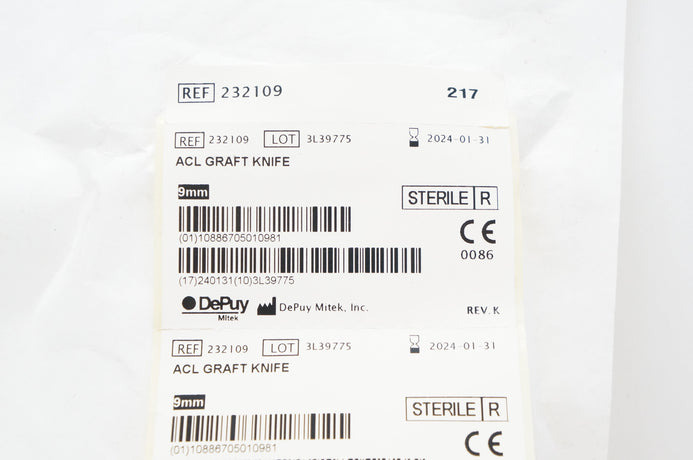 REF 232109 217
REF 232109 LOT 3L39775 2024-01-31
ACL GRAFT KNIFE
9mm
STERILE R
(01)10886705010981
CE
0086
(17)240131(10)3L39775
DePuy
Mitek
DePuy Mitek, Inc.
REV. K
REF 232109 LOT 3L39775 2024-01-31
ACL GRAFT KNIFE
9mm
STERILE R
(01)10886705010981
CE